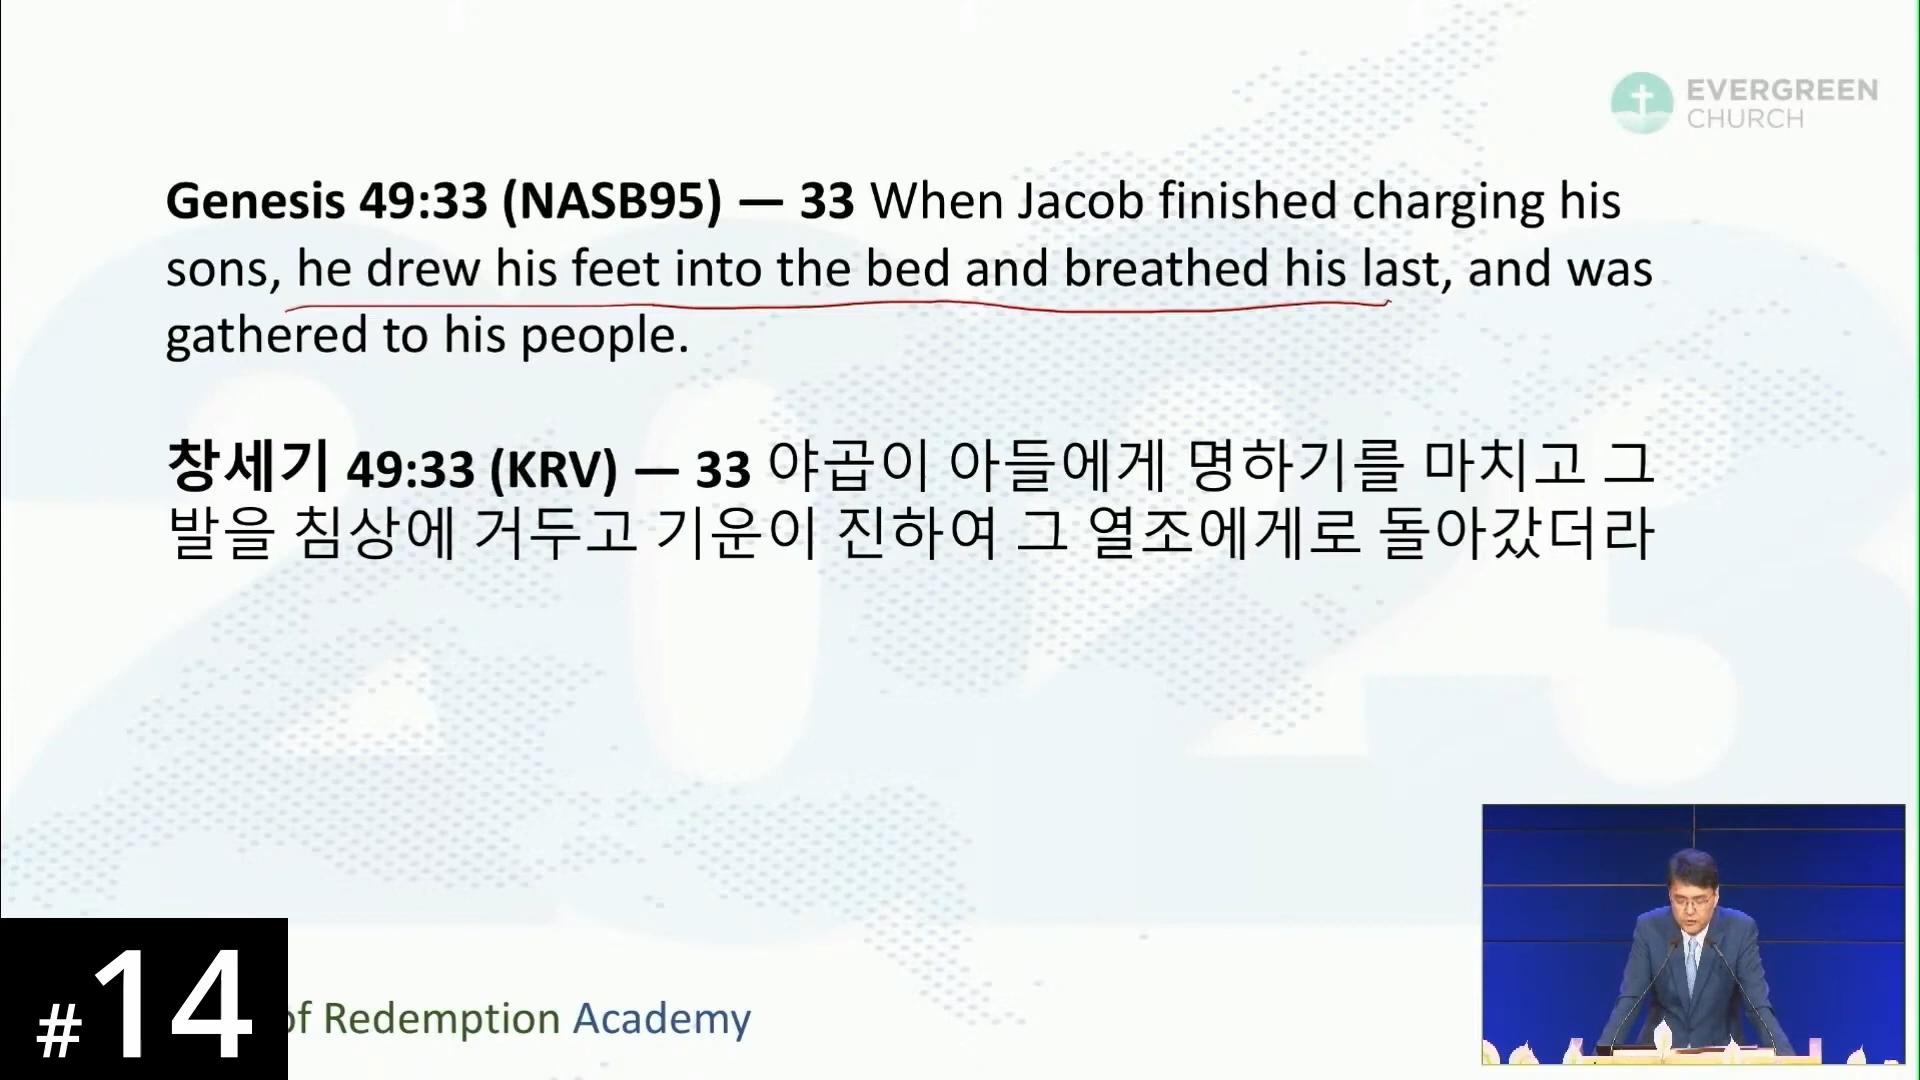 EVERGREEN
CHURCH
Genesis 49:33 (NASB95) — 33 When Jacob finished charging his
sons, he drew his feet into the bed and breathed his last, and was
gathered to his people.
창세기 49:33 (KRV) — 33 야곱이 아들에게 명하기를 마치고 그
발을 침상에 거두고 기운이 진하여 그 열조에게로 돌아갔더라
#14
of Redemption Academy